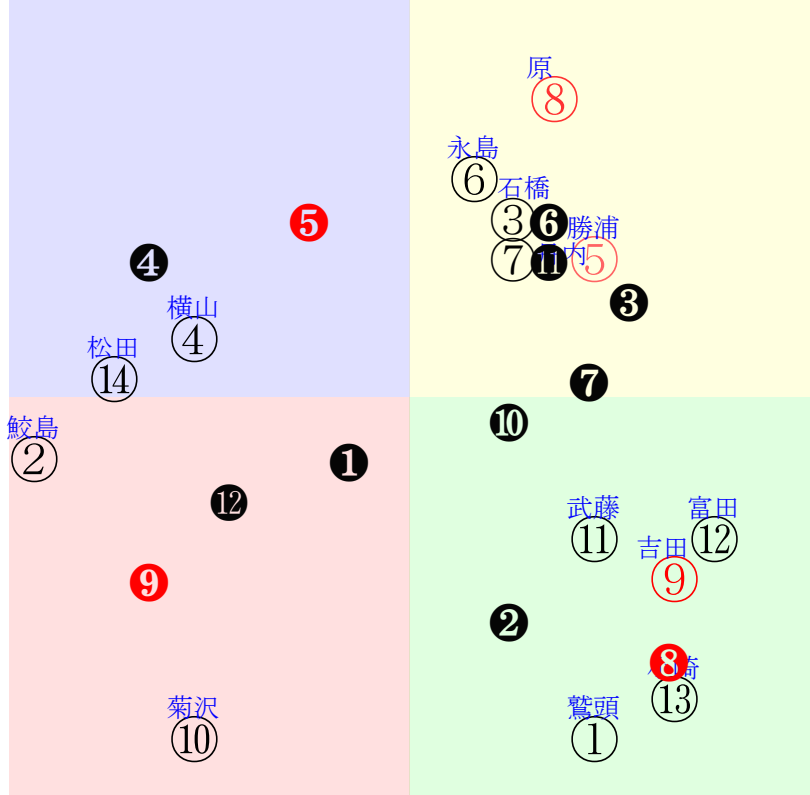 原
⑧
永島
⑥
石橋
③
❻
勝浦
❺
❹
⑦
⓫
内
⑤
❸
横山
④
松田
⑭
❼
❿
鮫島
②
❶
⓬
武藤
⑪
富田
⑫
吉田
⑨
❾
❷
❽
崎
⑬
菊沢
⑩
鷲頭
①